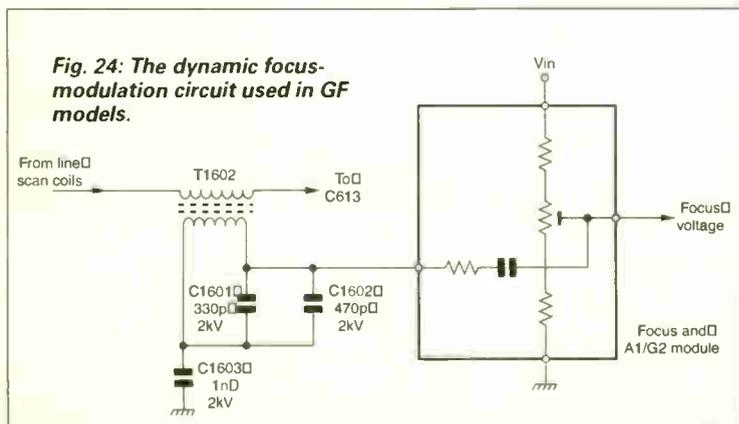 Fig. 24: The dynamic focus-
modulation circuit used in GF
models.
Vin
From line□
scan coils
T1602
To□
C613
Focus□
voltage
C1601□
330p□
2kV
C1602□
470p□
2kV
Focus and□
A1/G2 module
C1603□
1nD
2kV